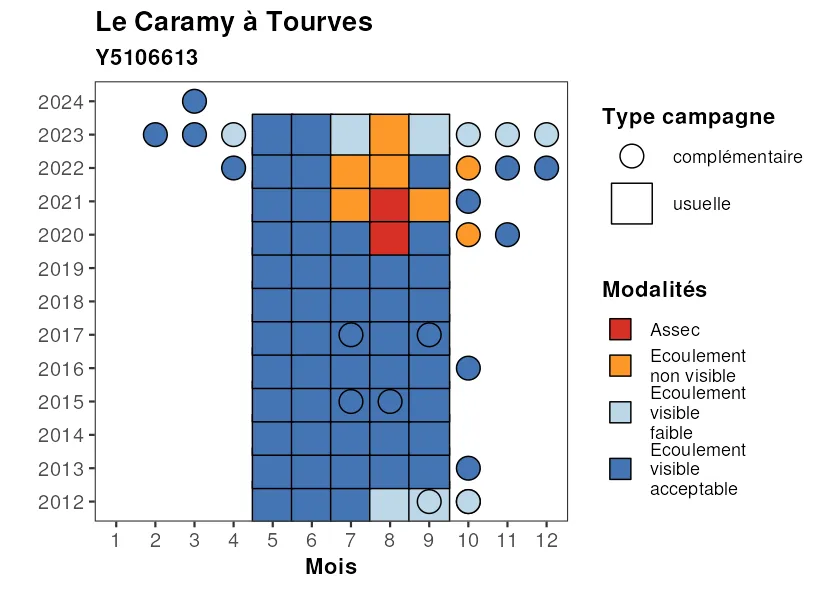 Le Caramy à Tourves
Y5106613
2024
2023
2022
2021
2020
2019
2018
2017
2016
2015
2014
2013
2012
1 2 3 4 5 6 7 8 9 10 11 12
Mois
Type campagne
complémentaire
usuelle
Modalités
Assec
Ecoulement
non visible
Ecoulement
visible
faible
Ecoulement
visible
acceptable